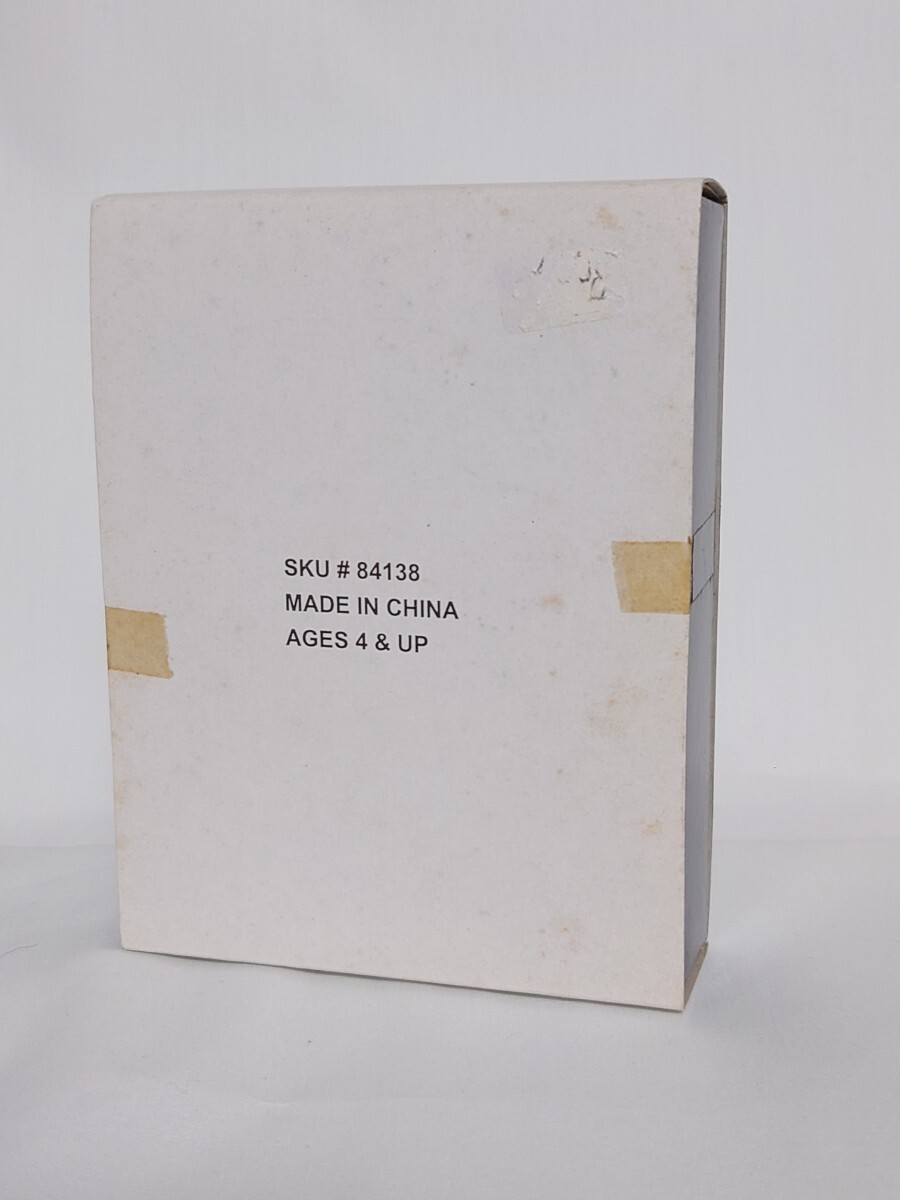 SKU # 84138
MADE IN CHINA
AGES 4 & UP